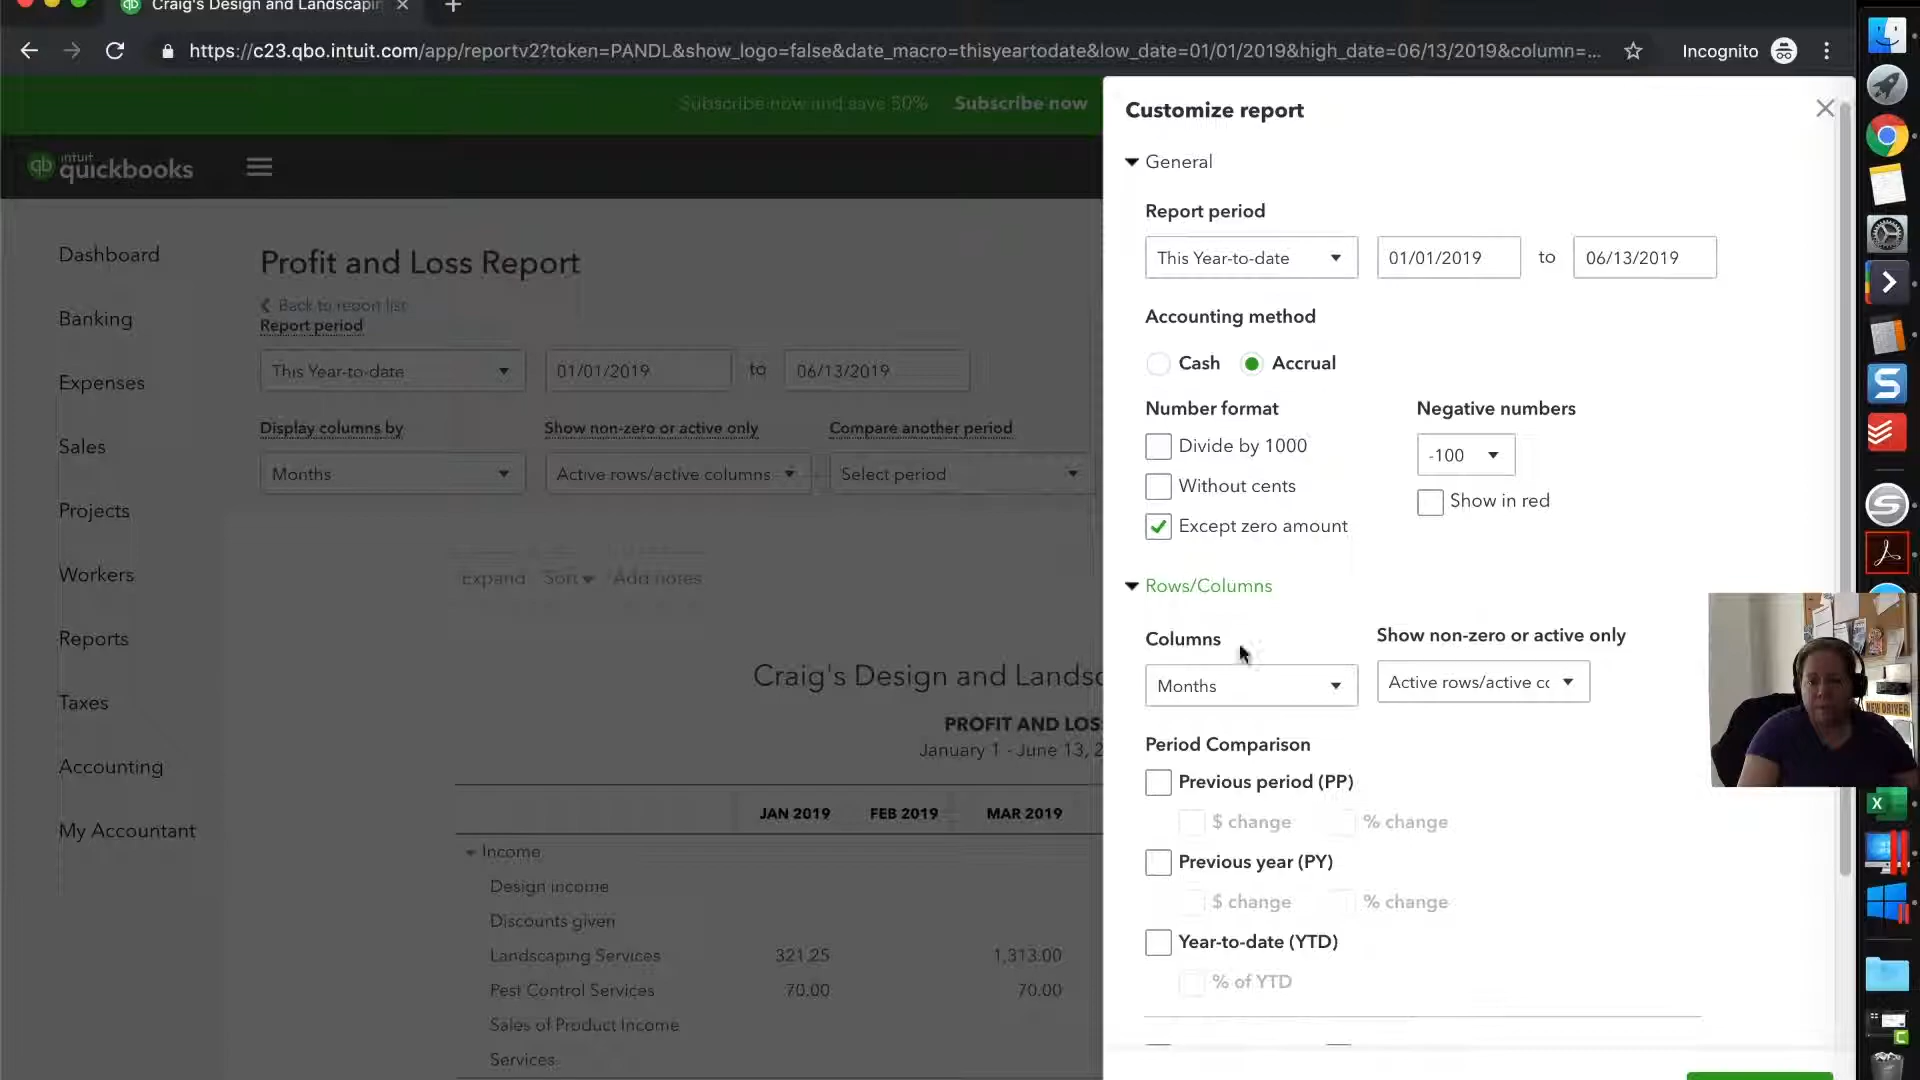 Craig's Design and Landscapin
https://c23.qbo.intuit.com/app/reportv2?token=PANDL&show_logo=false&date_macro=thisyeartodate&low_date=01/01/2019&high_date=06/13/2019&column=...
Incognito
Subscribe now and save 50%
Subscribe now
intuit
quickbooks
Dashboard
Banking
Expenses
Sales
Projects
Workers
Reports
Taxes
Accounting
My Accountant
Profit and Loss Report
Back to report list
Report period
This Year-to-date
01/01/2019
to
06/13/2019
Display columns by
Show non-zero or active only
Compare another period
Months
Active rows/active columns
Select period
Expand
Sort
Add notes
Craig's Design and Landsc
PROFIT AND LOS
January 1 - June 13, 2
JAN 2019 FEB 2019 MAR 2019
Income
Design income
Discounts given
Landscaping Services 321.25 1,313.00
Pest Control Services 70.00 70.00
Sales of Product Income
Services
Customize report
General
Report period
This Year-to-date
01/01/2019
to
06/13/2019
Accounting method
Cash
Accrual
Number format
Negative numbers
Divide by 1000
-100
Without cents
Show in red
Except zero amount
Rows/Columns
Columns
Show non-zero or active only
Months
Active rows/active cc
Period Comparison
Previous period (PP)
$ change
% change
Previous year (PY)
$ change
% change
Year-to-date (YTD)
% of YTD
NEW DRIVER